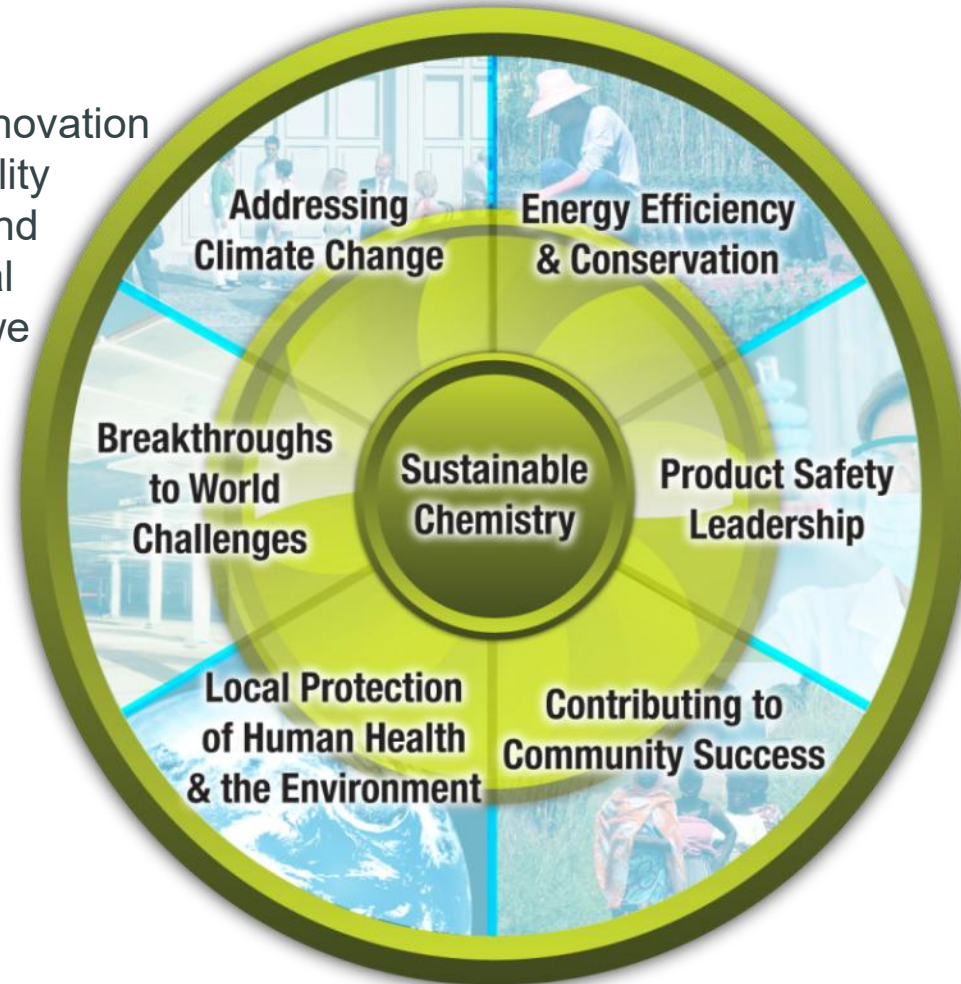 Addressing
Climate Change
Energy Efficiency
& Conservation
Product Safety
Leadership
Contributing to
Community Success
Local Protection
of Human Health
& the Environment
Breakthroughs
to World
Challenges
Sustainable
Chemistry